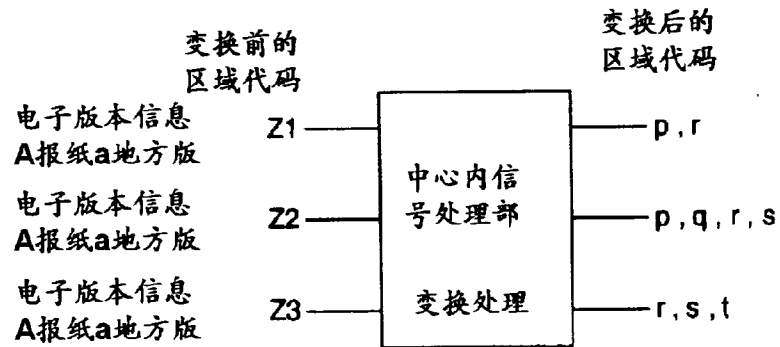 变换前的
区域代码
变换后的
区域代码
电子版本信息
A报纸a地方版
Z1
p,r
电子版本信息
A报纸a地方版
Z2
中心内信
号处理部
p,q,r,s
电子版本信息
A报纸a地方版
Z3
变换处理
r,s,t